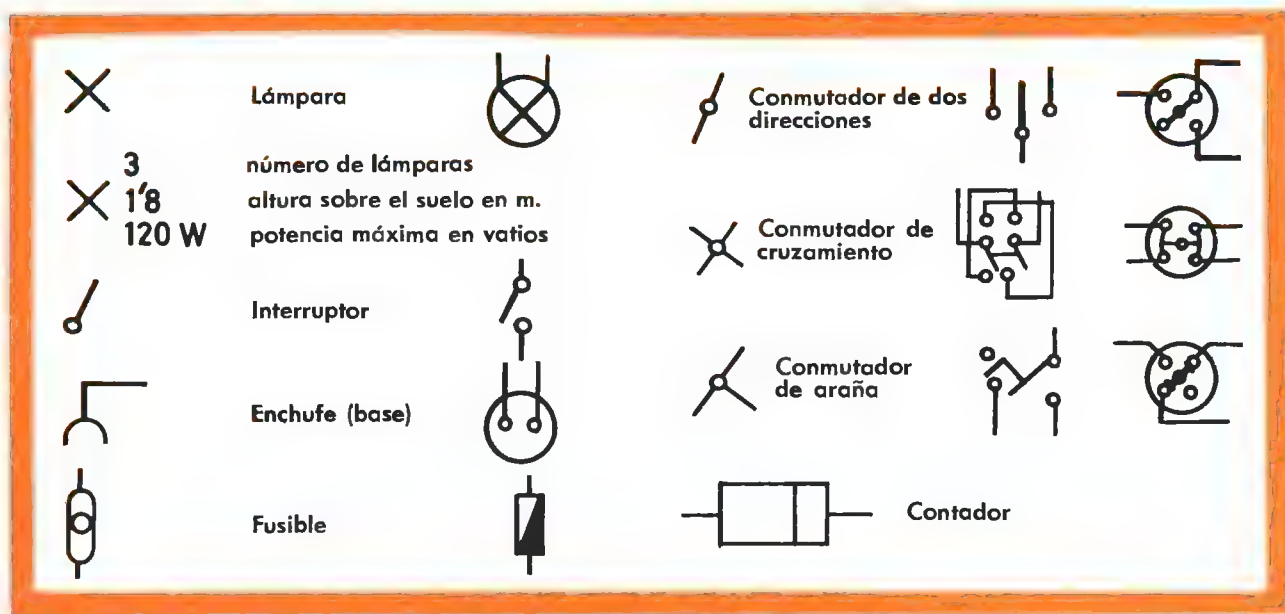 Lámpara
3
número de lámparas
1'8
altura sobre el suelo en m.
120 W
potencia máxima en vatios
Interruptor
Enchufe (base)
Fusible
Conmutador de dos
direcciones
Conmutador de
cruzamiento
Conmutador
de araña
Contador